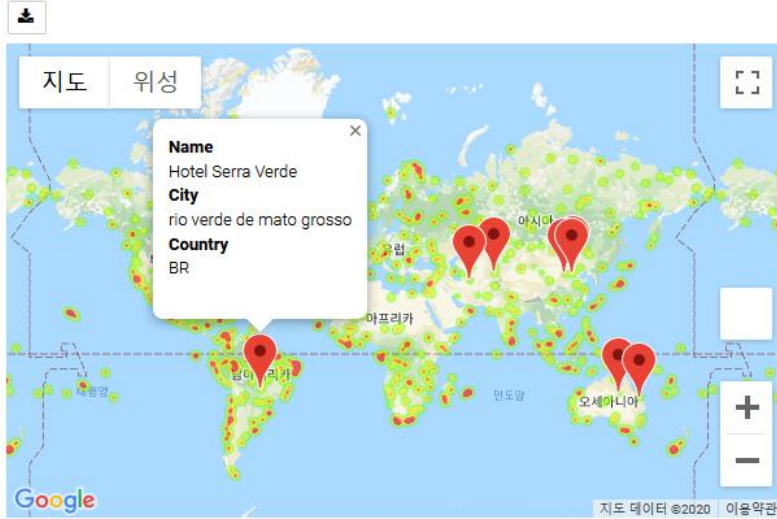 지도
위성
Name
Hotel Serra Verde
City
rio verde de mato grosso
Country
BR
아시아
유럽
아프리카
오세아니아
인도양
Google
지도 데이터 ©2020
이용약관